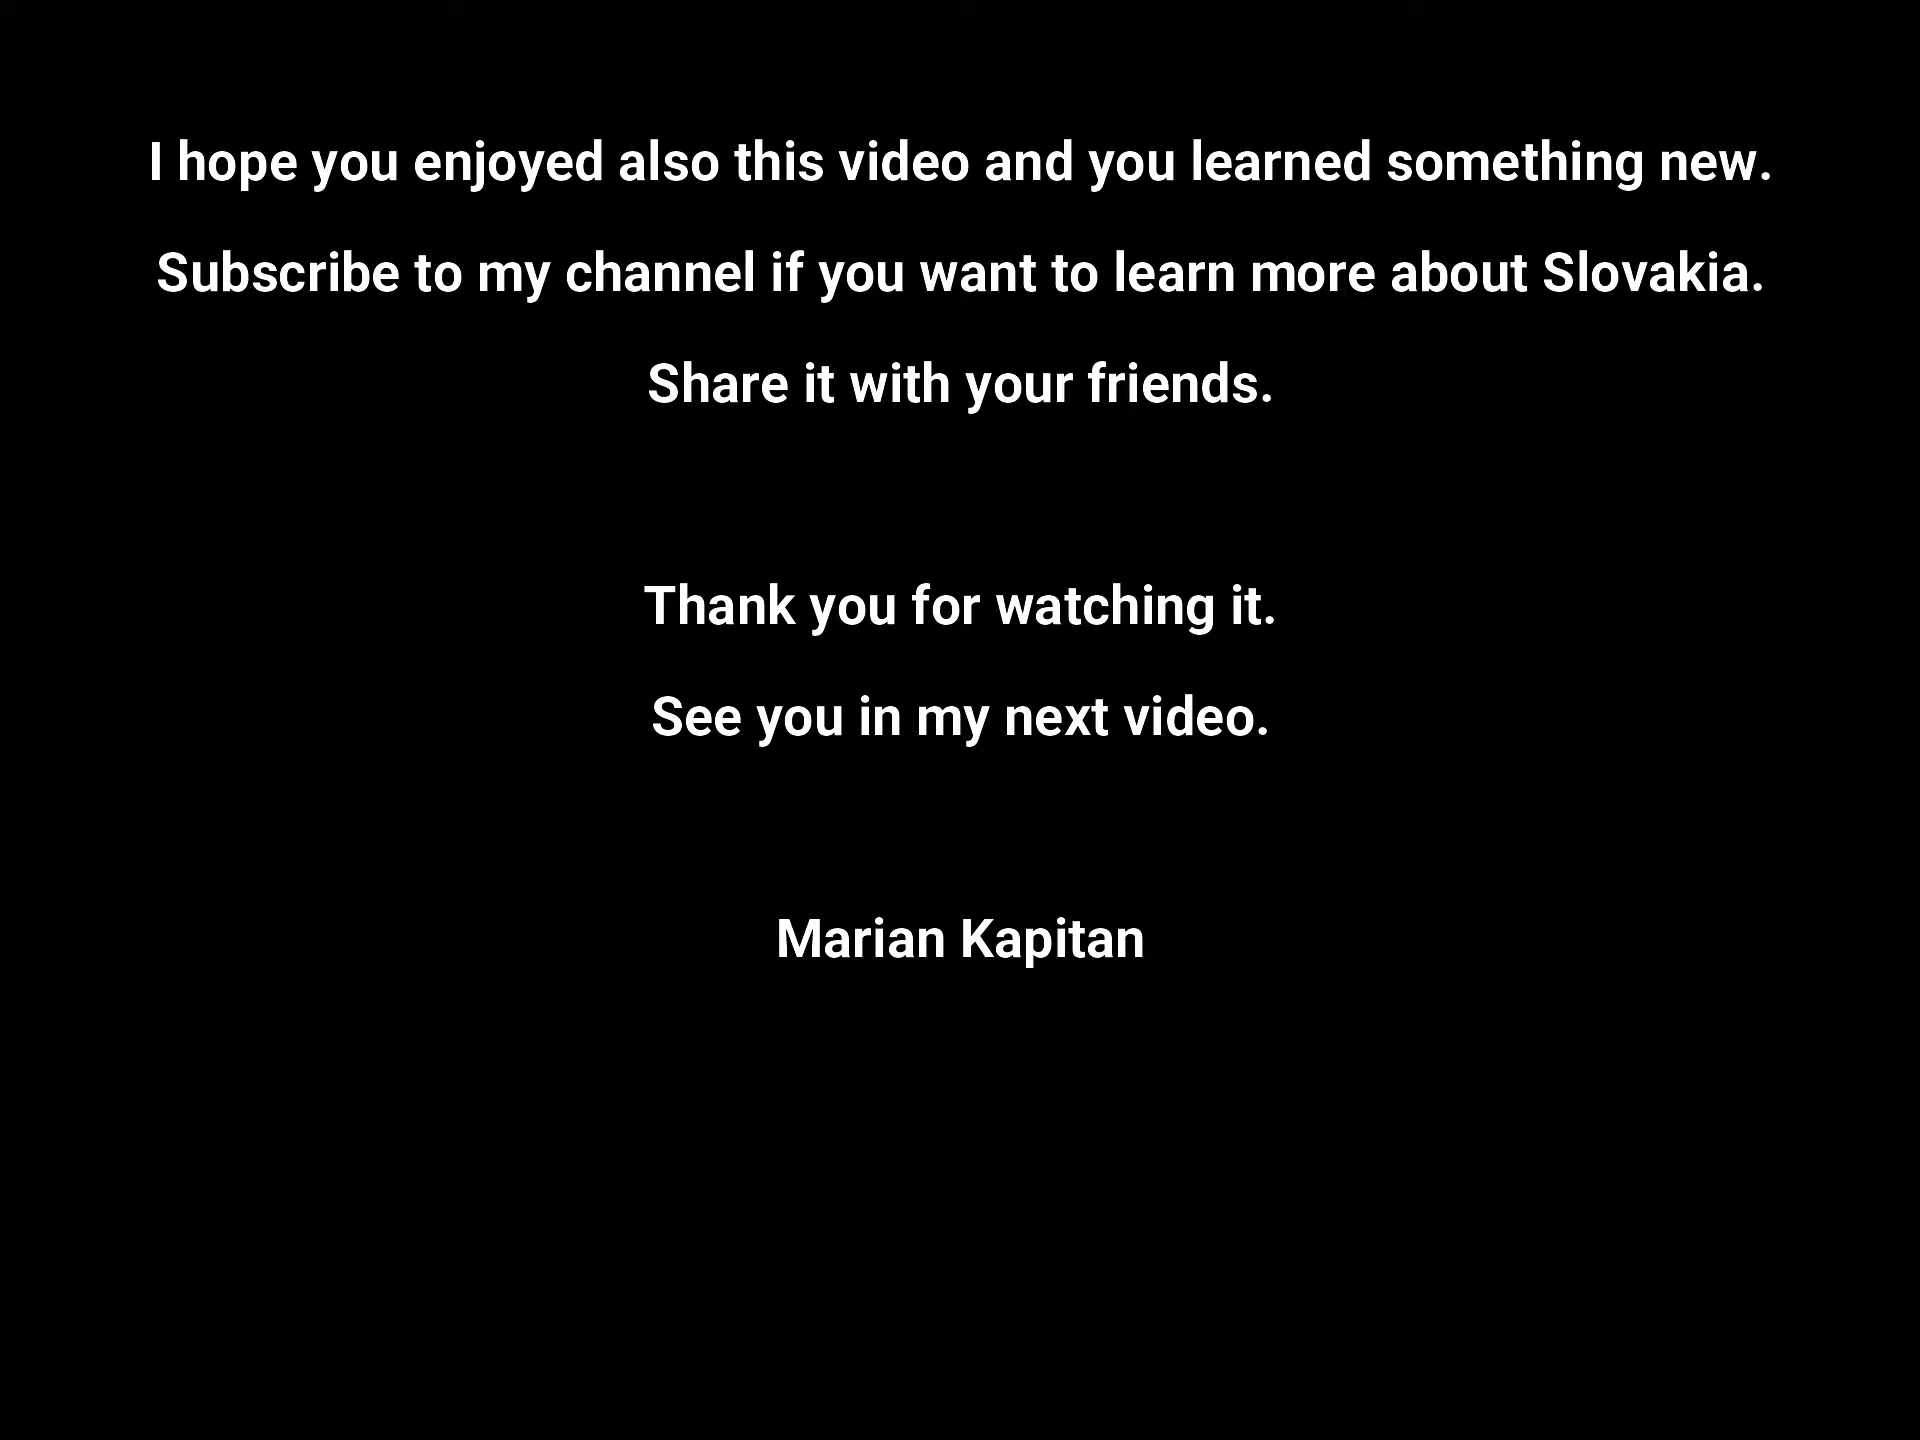 I hope you enjoyed also this video and you learned something new.
Subscribe to my channel if you want to learn more about Slovakia.
Share it with your friends.
Thank you for watching it.
See you in my next video.
Marian Kapitan